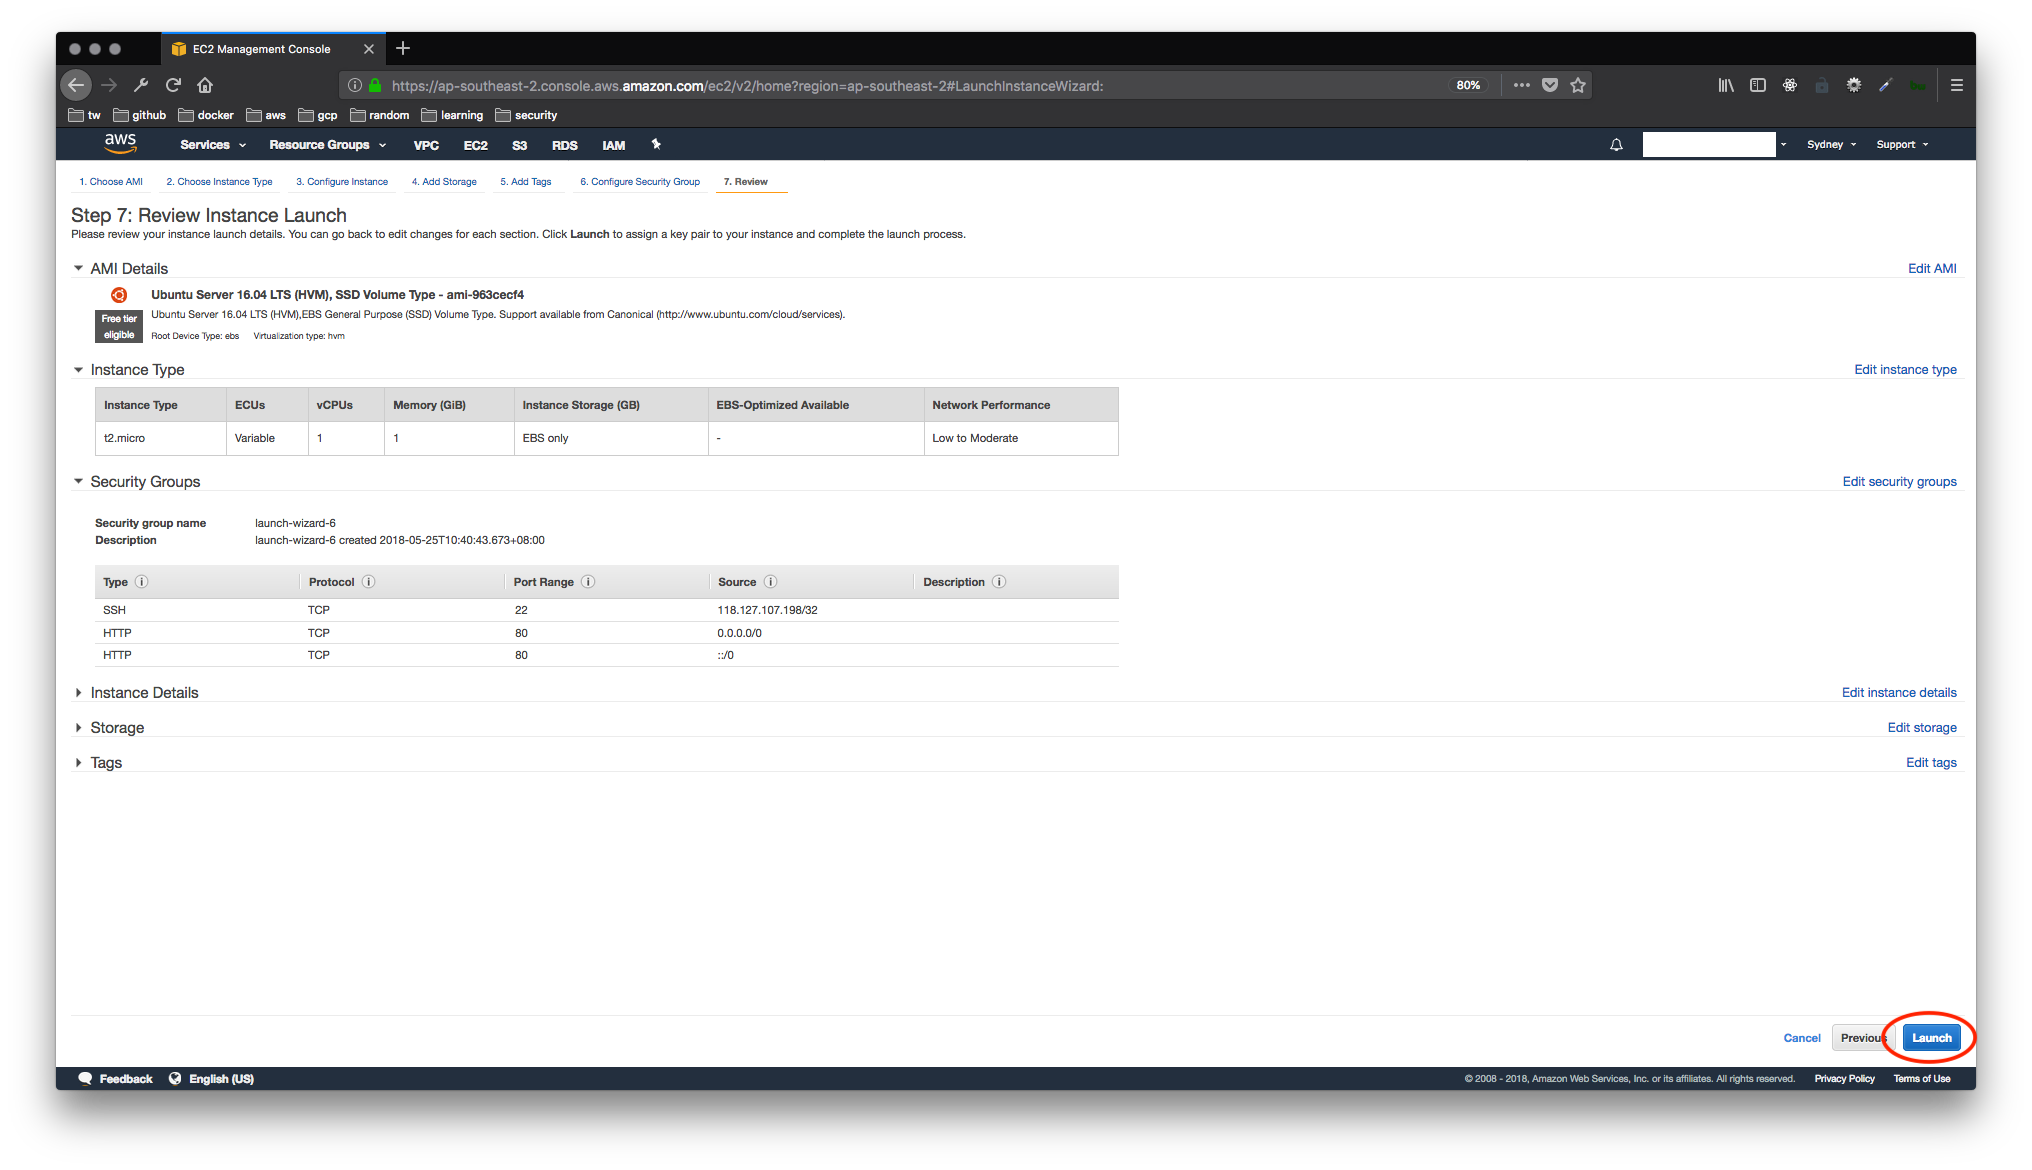 EC2 Management Console
https://ap-southeast-2.console.aws.amazon.com/ec2/v2/home?region=ap-southeast-2#LaunchInstanceWizard: 80%
tw github docker aws gcp random learning security
aws Services Resource Groups VPC EC2 S3 RDS IAM Sydney Support
1. Choose AMI 2. Choose Instance Type 3. Configure Instance 4. Add Storage 5. Add Tags 6. Configure Security Group 7. Review
Step 7: Review Instance Launch
Please review your instance launch details. You can go back to edit changes for each section. Click Launch to assign a key pair to your instance and complete the launch process.
AMI Details Edit AMI
Ubuntu Server 16.04 LTS (HVM), SSD Volume Type - ami-963cecf4
Free tier eligible
Ubuntu Server 16.04 LTS (HVM),EBS General Purpose (SSD) Volume Type. Support available from Canonical (http://www.ubuntu.com/cloud/services).
Root Device Type: ebs Virtualization type: hvm
Instance Type Edit instance type
Instance Type ECUs vCPUs Memory (GiB) Instance Storage (GB) EBS-Optimized Available Network Performance
t2.micro Variable 1 1 EBS only - Low to Moderate
Security Groups Edit security groups
Security group name launch-wizard-6
Description launch-wizard-6 created 2018-05-25T10:40:43.673+08:00
Type Protocol Port Range Source Description
SSH TCP 22 118.127.107.198/32
HTTP TCP 80 0.0.0.0/0
HTTP TCP 80 ::/0
Instance Details Edit instance details
Storage Edit storage
Tags Edit tags
Cancel Previous Launch
Feedback English (US) © 2008 - 2018, Amazon Web Services, Inc. or its affiliates. All rights reserved. Privacy Policy Terms of Use